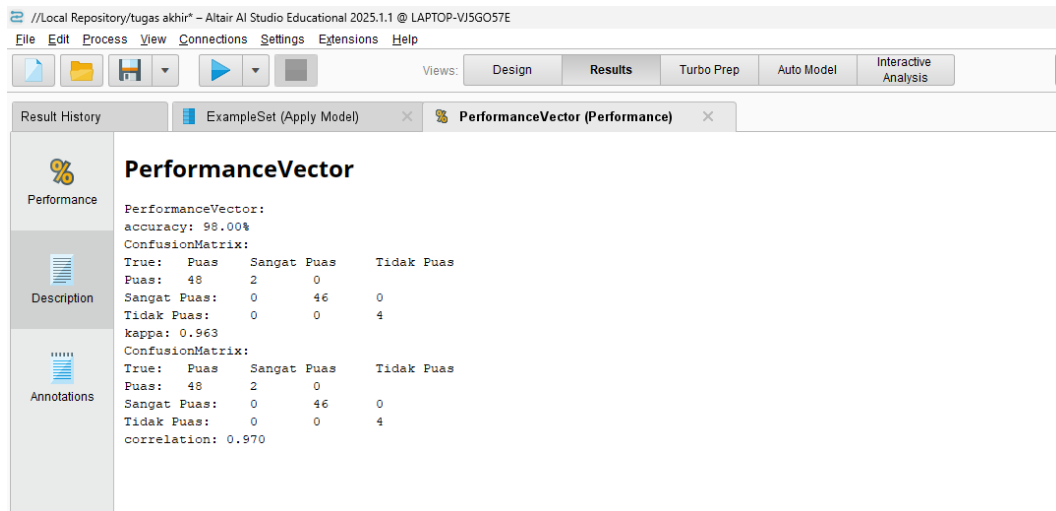 //Local Repository/tugas akhir* – Altair AI Studio Educational 2025.1.1 @ LAPTOP-VJ5GO57E
File Edit Process View Connections Settings Extensions Help
Views: Design Results Turbo Prep Auto Model Interactive Analysis
Result History ExampleSet (Apply Model) PerformanceVector (Performance)
Performance
Description
Annotations
PerformanceVector
PerformanceVector:
accuracy: 98.00%
ConfusionMatrix:
True: Puas Sangat Puas Tidak Puas
Puas: 48 2 0
Sangat Puas: 0 46 0
Tidak Puas: 0 0 4
kappa: 0.963
ConfusionMatrix:
True: Puas Sangat Puas Tidak Puas
Puas: 48 2 0
Sangat Puas: 0 46 0
Tidak Puas: 0 0 4
correlation: 0.970